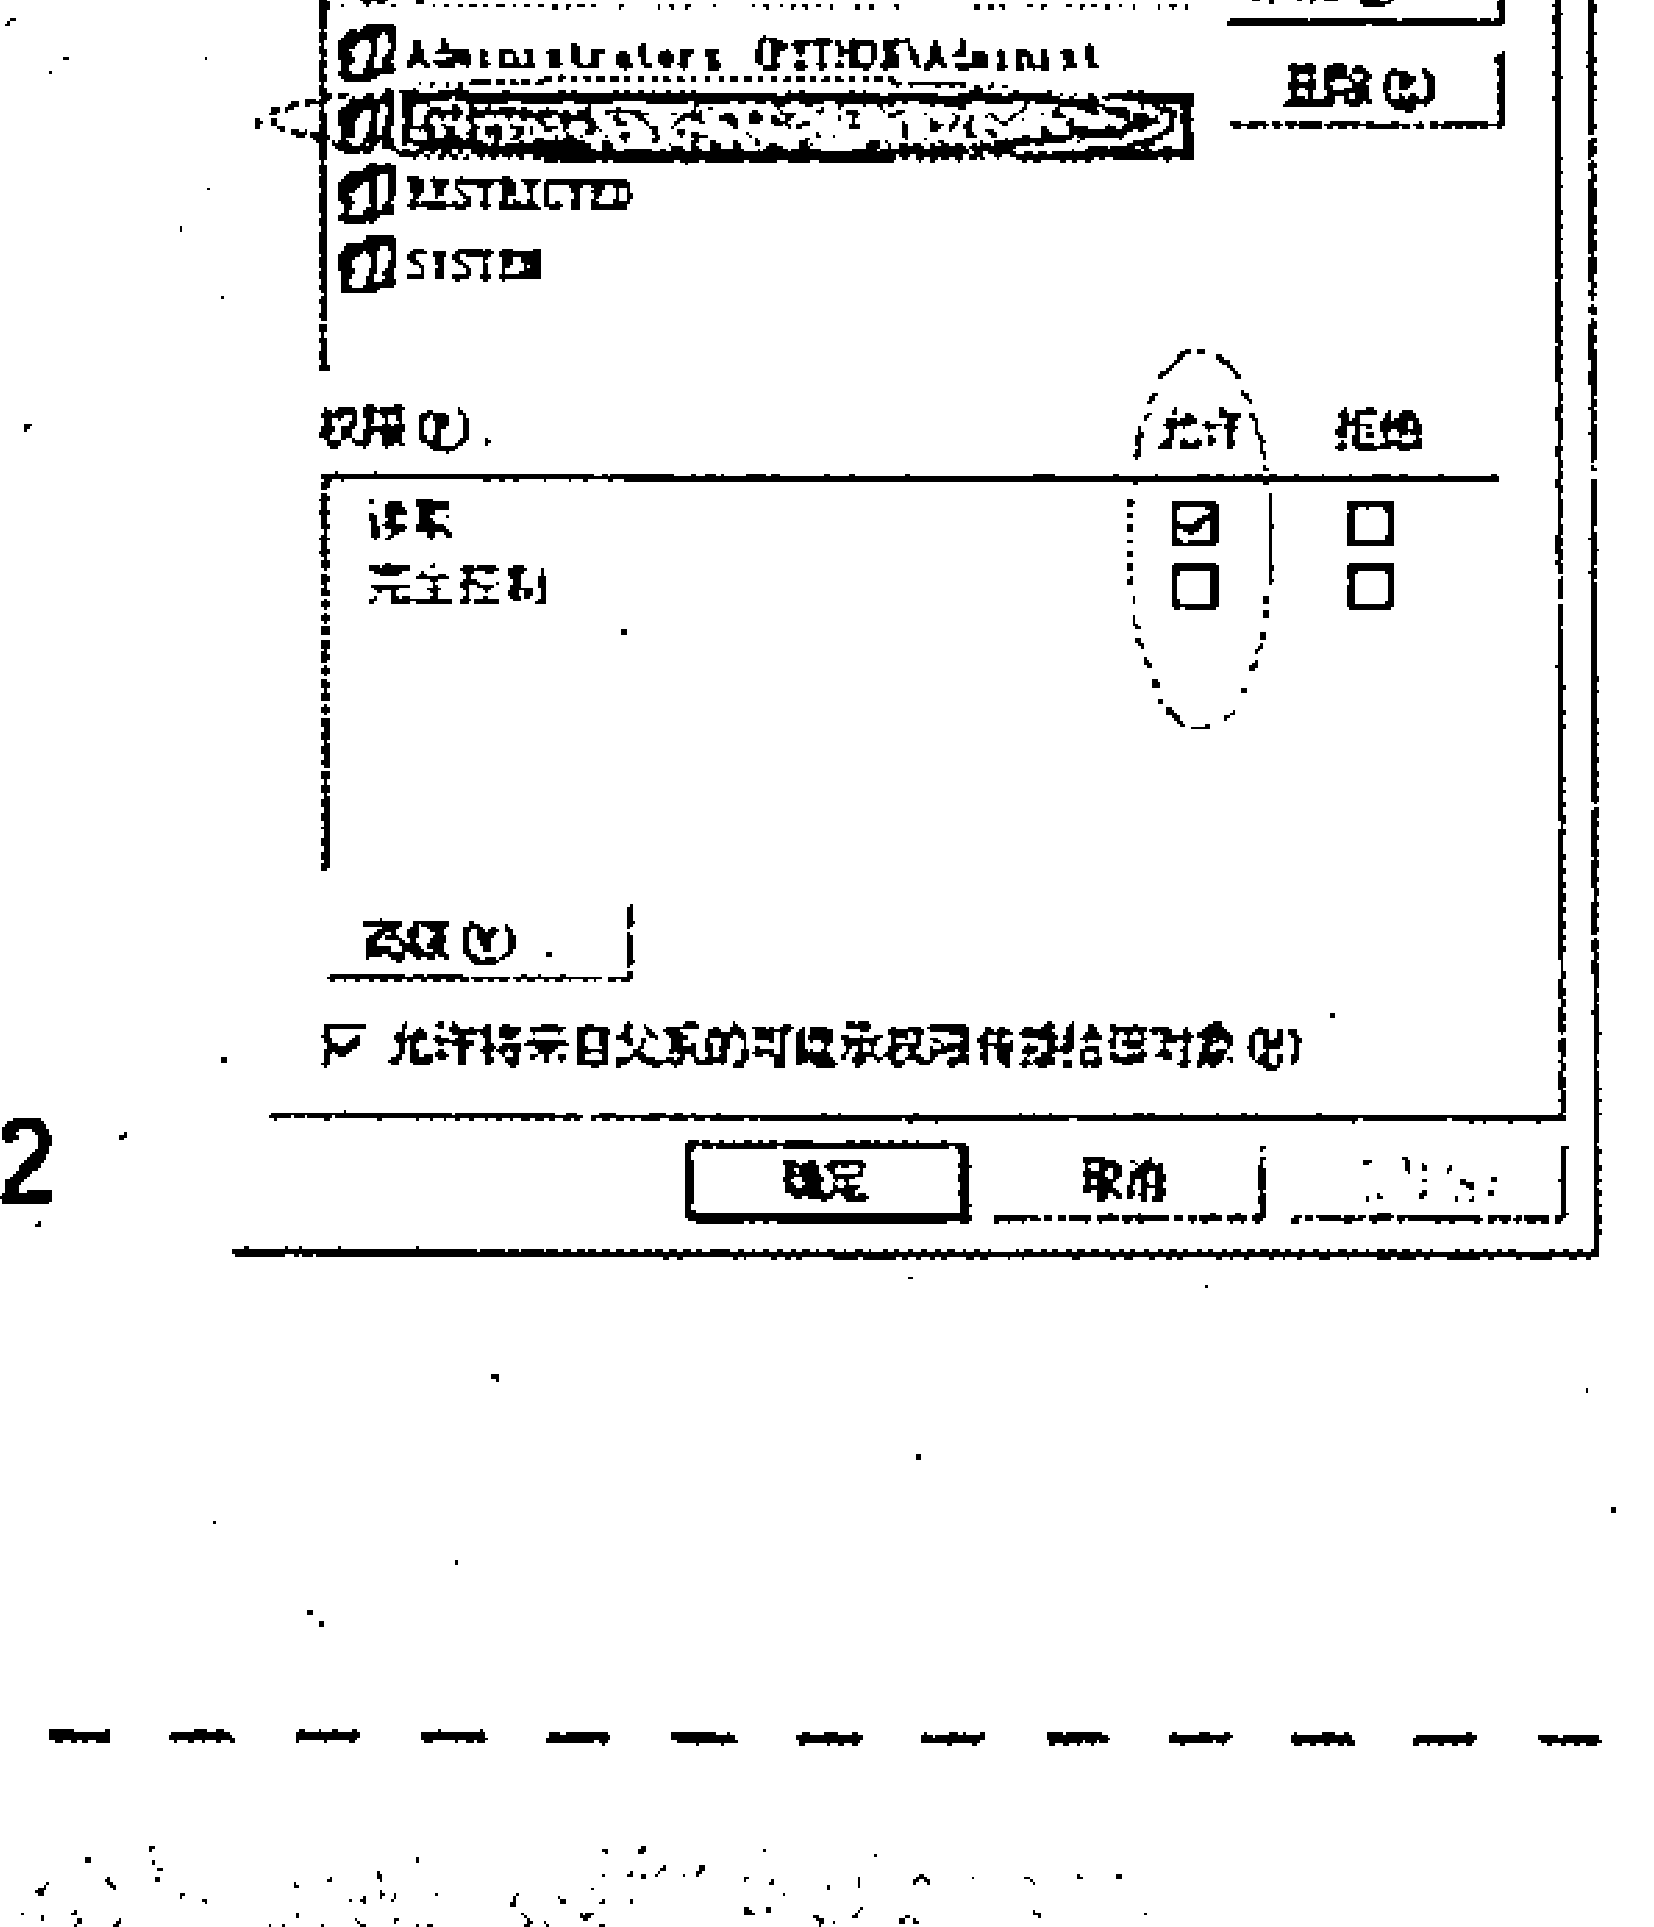 Administrators (PYTHON\Administ
删除(R)
RESTRICTED
SYSTEM
权限(P)
允许 拒绝
读取
完全控制
高级(V)
允许将来自父系的可继承权限传播给该对象(H)
2
确定 取消